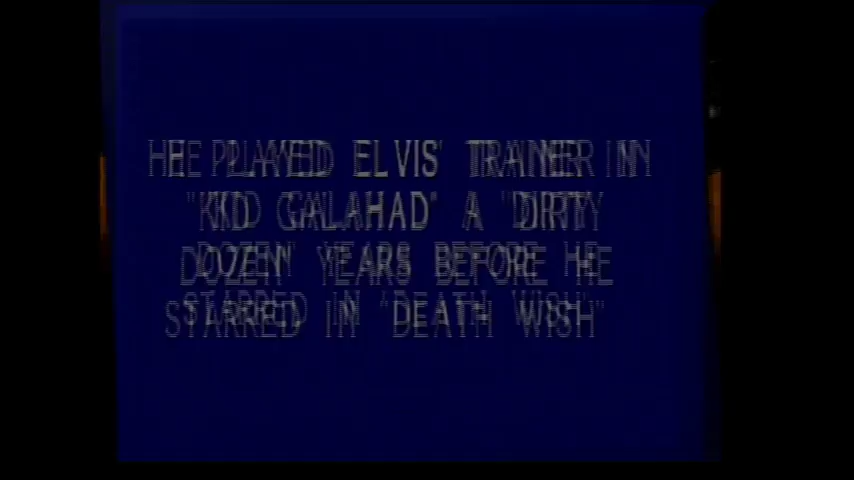 HE PLAYED ELVIS' TRAINER IN
"KID GALAHAD" A "DIRTY
DOZEN" YEARS BEFORE HE
STARRED IN "DEATH WISH"